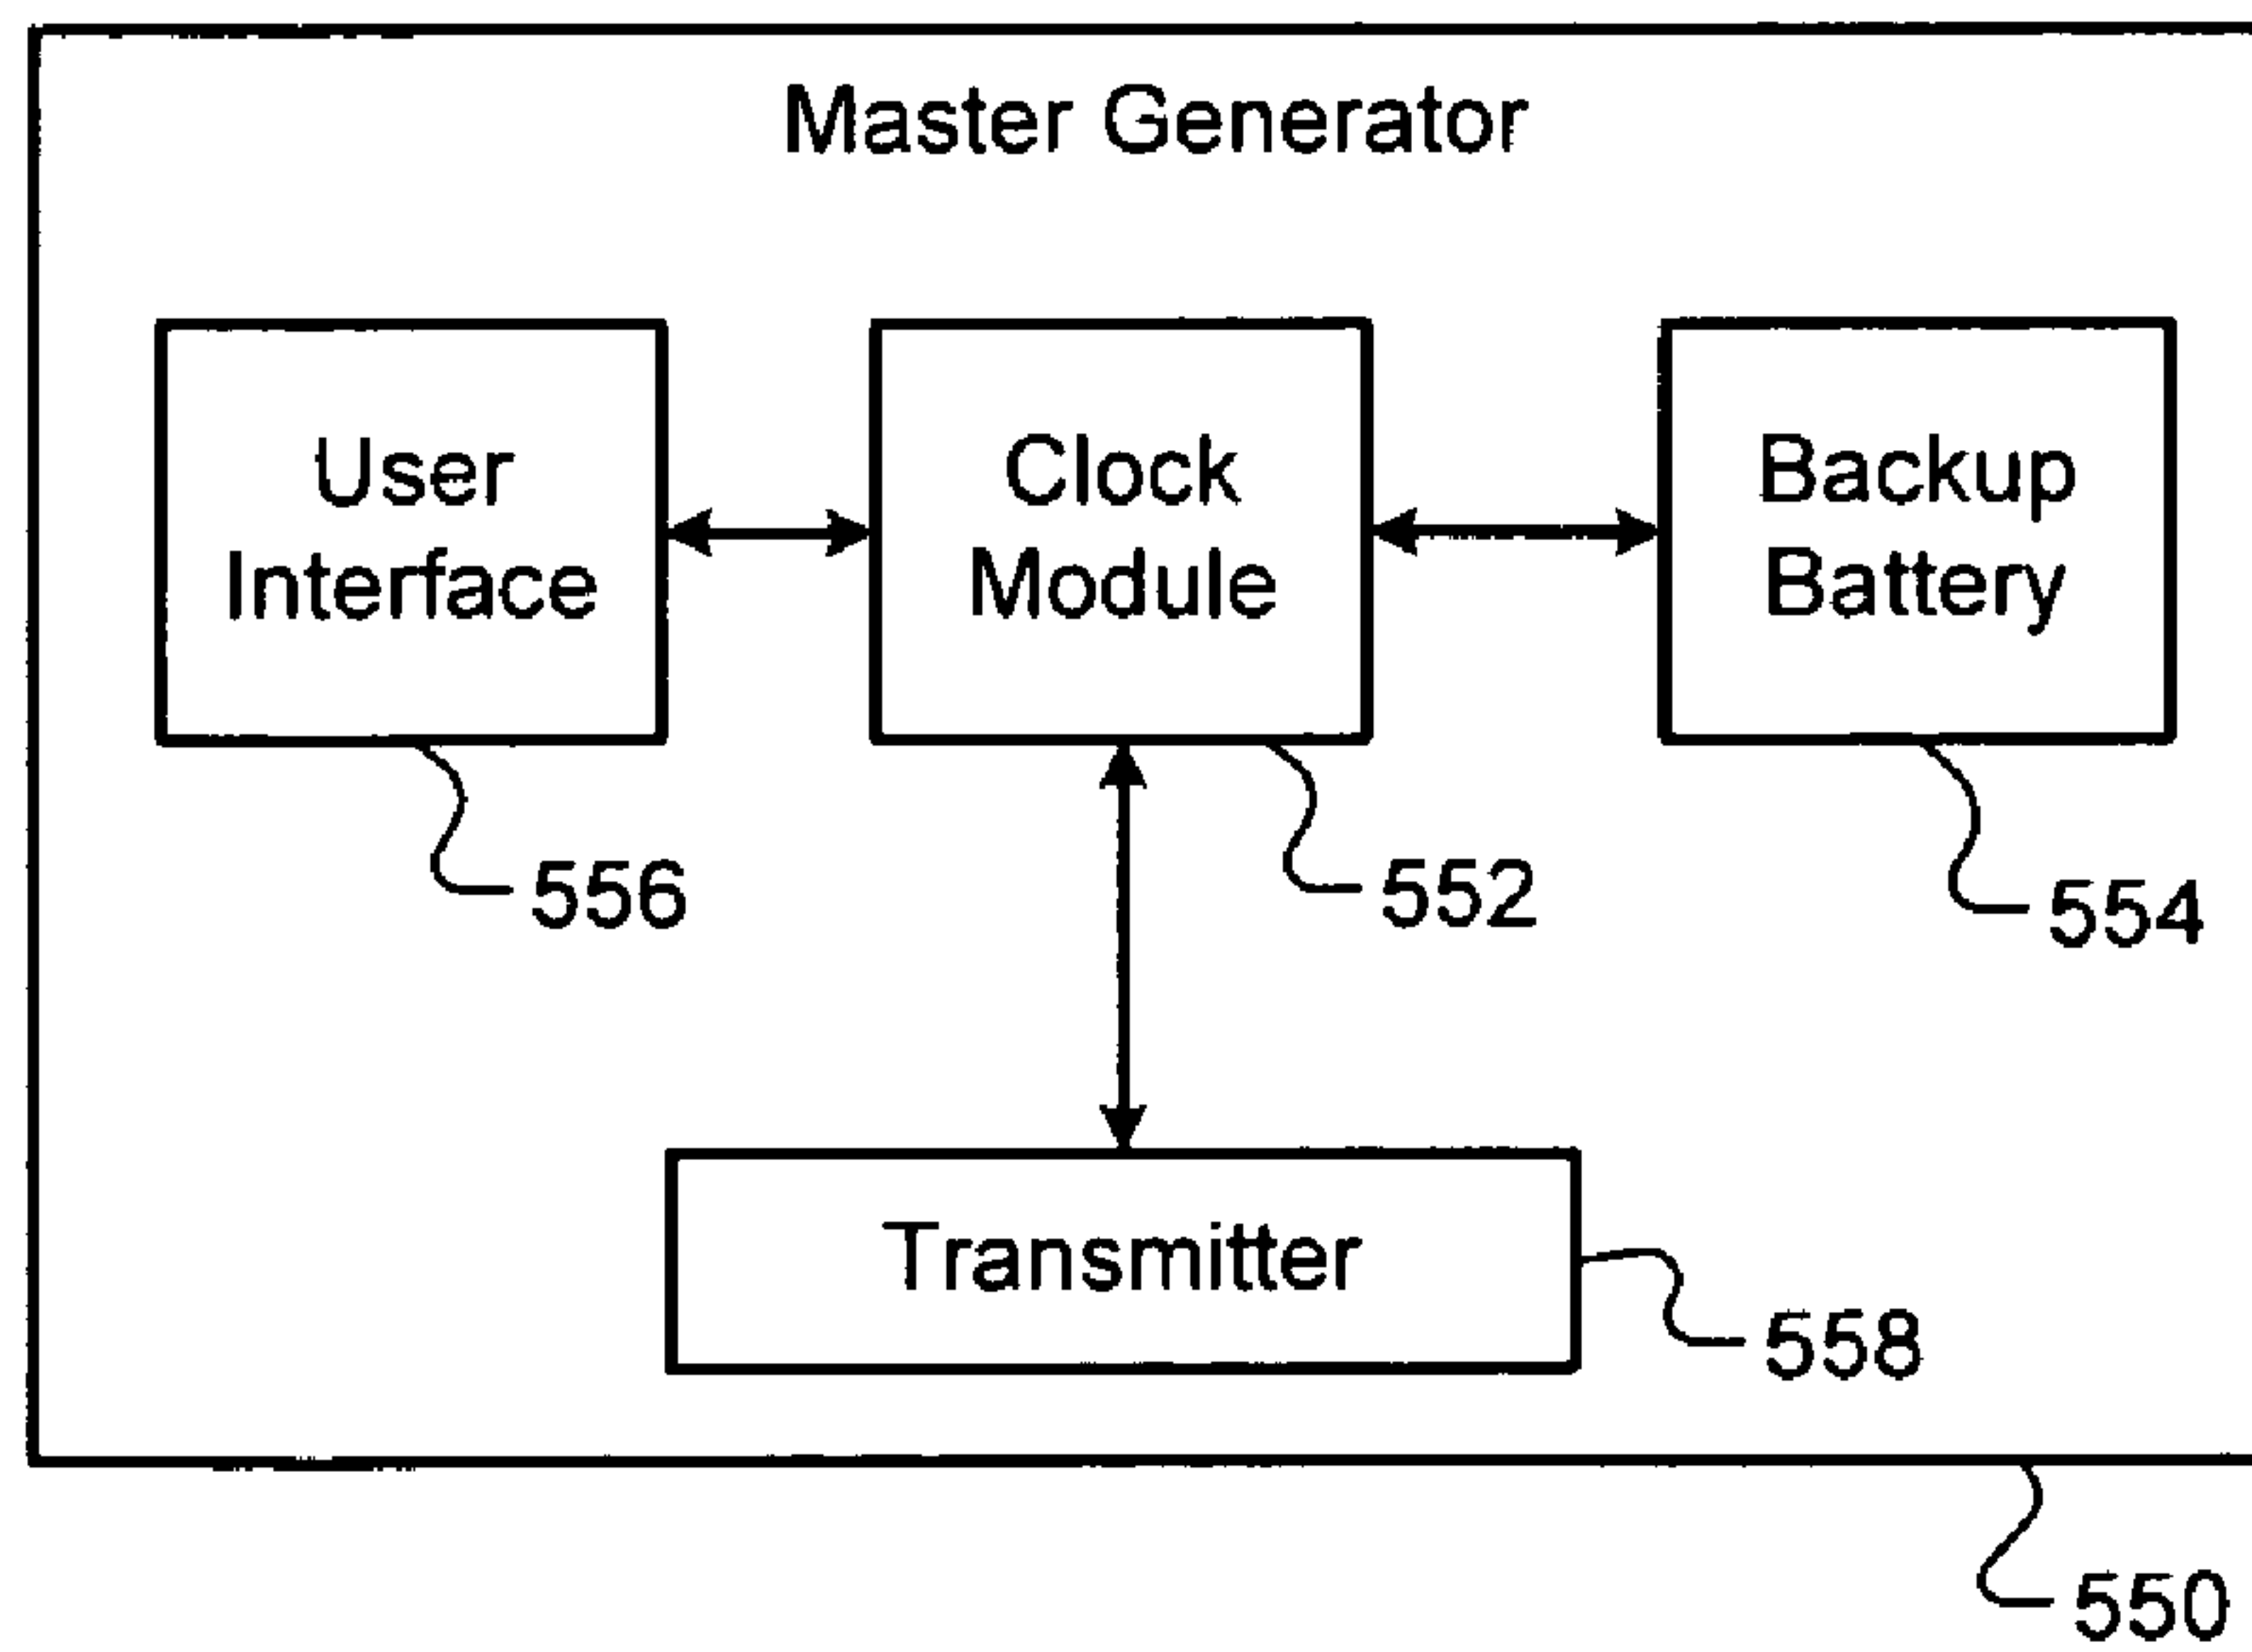 Master Generator
User
Interface
Clock
Module
Backup
Battery
556
552
554
Transmitter
558
550